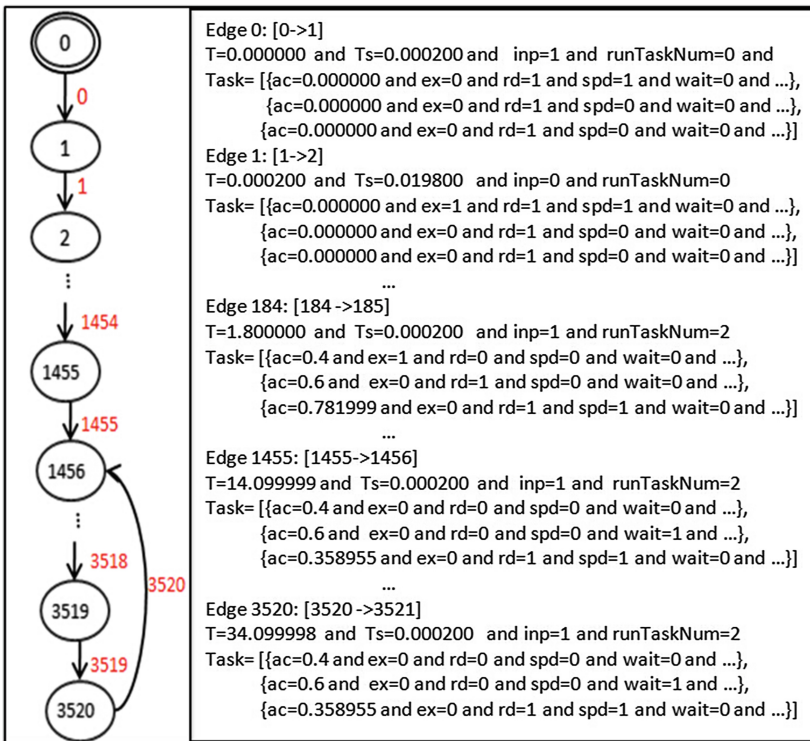 0
0
1
1
2
⋮
1454
1455
1455
1456
⋮
3518
3520
3519
3519
3520
Edge 0: [0->1]
T=0.000000 and Ts=0.000200 and inp=1 and runTaskNum=0 and
Task= [{ac=0.000000 and ex=0 and rd=1 and spd=1 and wait=0 and ...},
{ac=0.000000 and ex=0 and rd=1 and spd=0 and wait=0 and ...},
{ac=0.000000 and ex=0 and rd=1 and spd=0 and wait=0 and ...}]
Edge 1: [1->2]
T=0.000200 and Ts=0.019800 and inp=0 and runTaskNum=0
Task= [{ac=0.000000 and ex=1 and rd=1 and spd=1 and wait=0 and ...},
{ac=0.000000 and ex=0 and rd=1 and spd=0 and wait=0 and ...},
{ac=0.000000 and ex=0 and rd=1 and spd=0 and wait=0 and ...}]
...
Edge 184: [184 ->185]
T=1.800000 and Ts=0.000200 and inp=1 and runTaskNum=2
Task= [{ac=0.4 and ex=1 and rd=0 and spd=0 and wait=0 and ...},
{ac=0.6 and ex=0 and rd=1 and spd=0 and wait=0 and ...},
{ac=0.781999 and ex=0 and rd=1 and spd=1 and wait=0 and ...}]
...
Edge 1455: [1455->1456]
T=14.099999 and Ts=0.000200 and inp=1 and runTaskNum=2
Task= [{ac=0.4 and ex=0 and rd=0 and spd=0 and wait=0 and ...},
{ac=0.6 and ex=0 and rd=0 and spd=0 and wait=1 and ...},
{ac=0.358955 and ex=0 and rd=1 and spd=1 and wait=0 and ...}]
...
Edge 3520: [3520 ->3521]
T=34.099998 and Ts=0.000200 and inp=1 and runTaskNum=2
Task= [{ac=0.4 and ex=0 and rd=0 and spd=0 and wait=0 and ...},
{ac=0.6 and ex=0 and rd=0 and spd=0 and wait=1 and ...},
{ac=0.358955 and ex=0 and rd=1 and spd=1 and wait=0 and ...}]